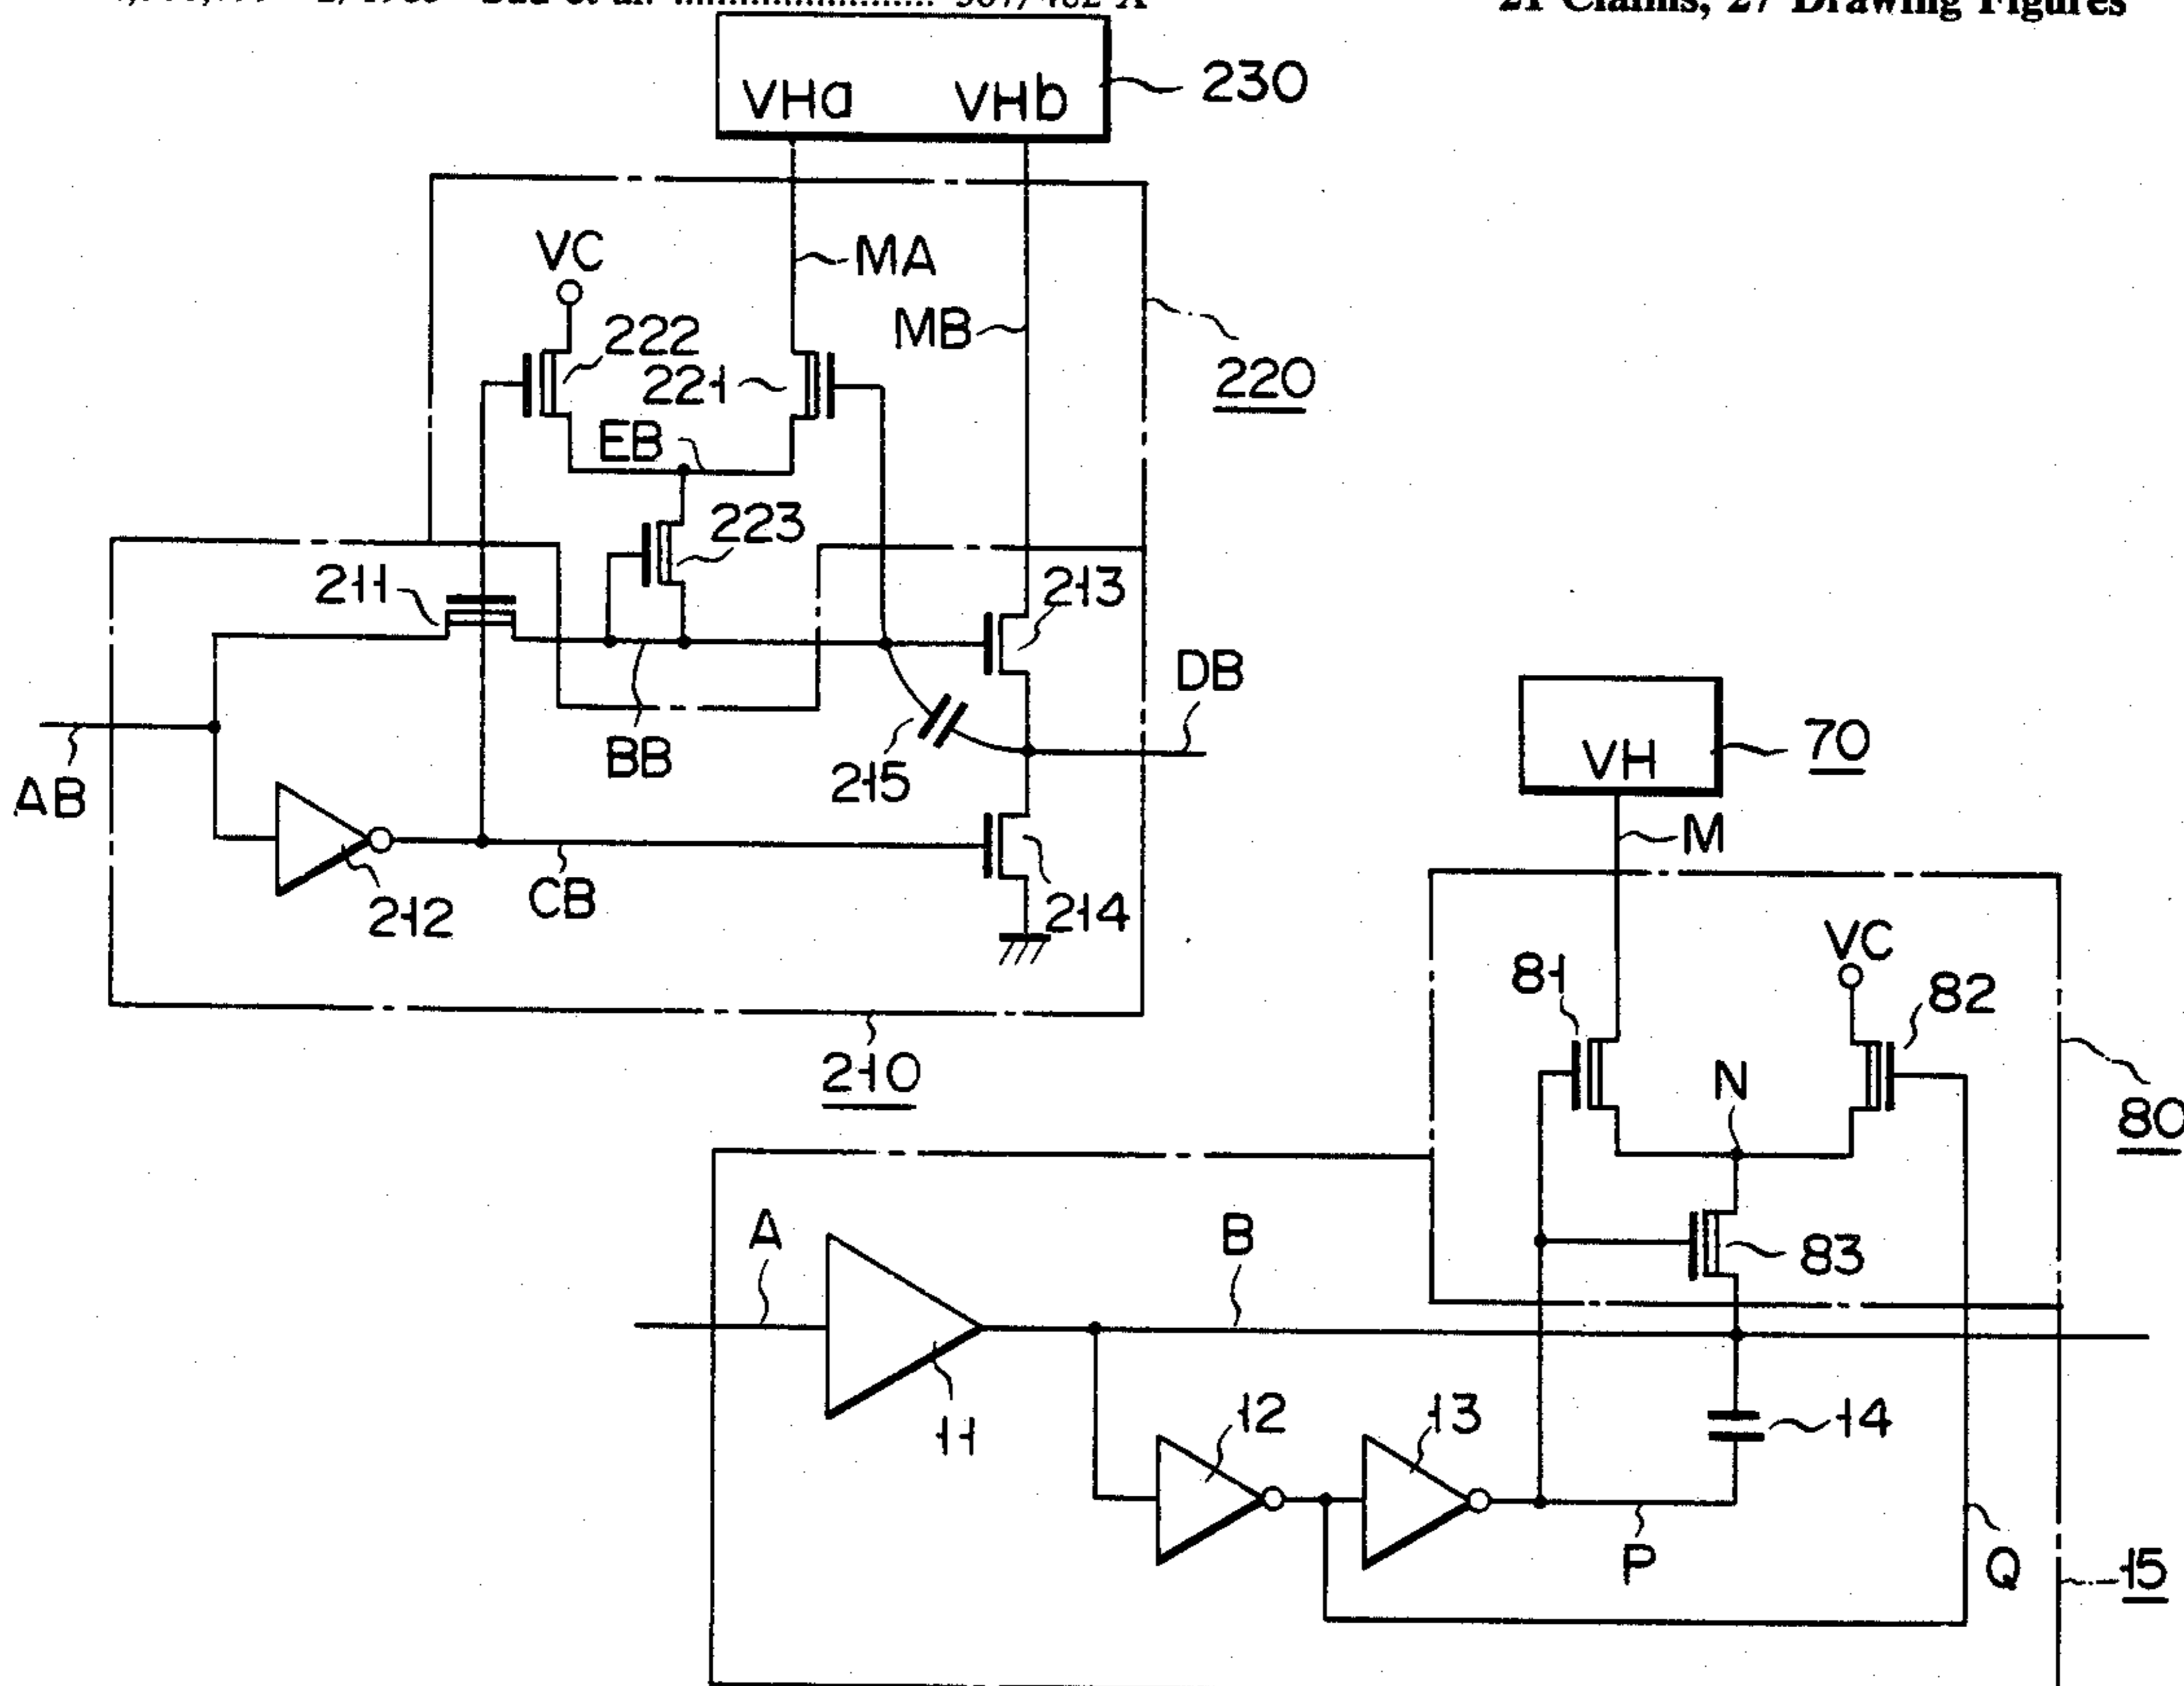 21 Claims, 27 Drawing Figures
VHa VHb
230
VC
MA
222
MB
221
220
EB
223
211
213
DB
BB
215
VH
70
AB
M
212
CB
214
VC
81
82
210
N
80
A
B
83
11
12
13
14
P
Q
15